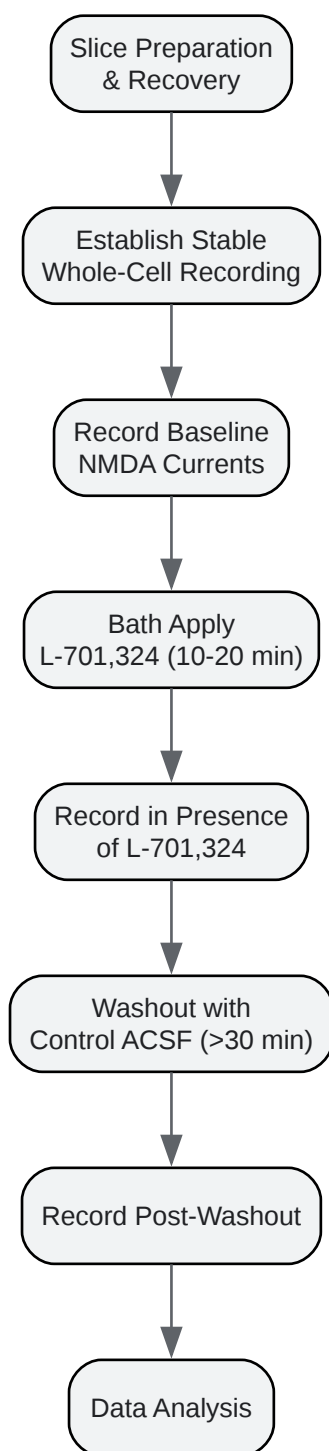 Slice Preparation
& Recovery
Establish Stable
Whole-Cell Recording
Record Baseline
NMDA Currents
Bath Apply
L-701,324 (10-20 min)
Record in Presence
of L-701,324
Washout with
Control ACSF (>30 min)
Record Post-Washout
Data Analysis